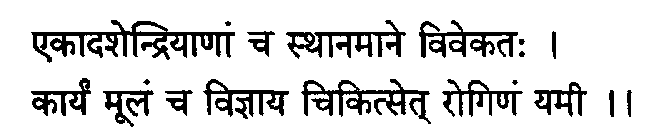 एकादशेन्द्रियाणां च स्थानमाने विवेकतः ।
कार्यं मूलं च विज्ञाय चिकित्सेत् रोगिणं यमी ।।